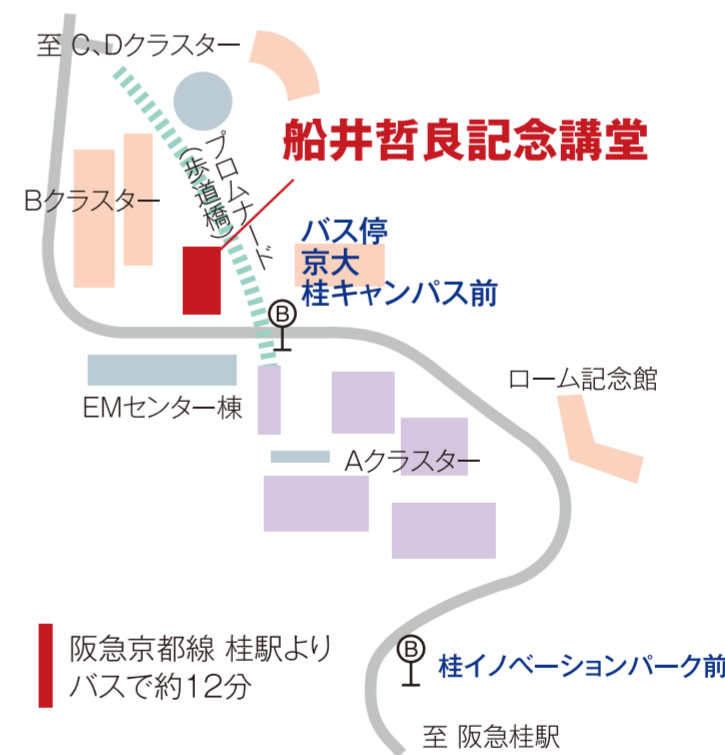 至 C、Dクラスター
船井哲良記念講堂
プロムナード
(歩道橋)
Bクラスター
バス停
京大
桂キャンパス前
B
ローム記念館
EMセンター棟
Aクラスター
阪急京都線 桂駅より
バスで約12分
B
桂イノベーションパーク前
至 阪急桂駅